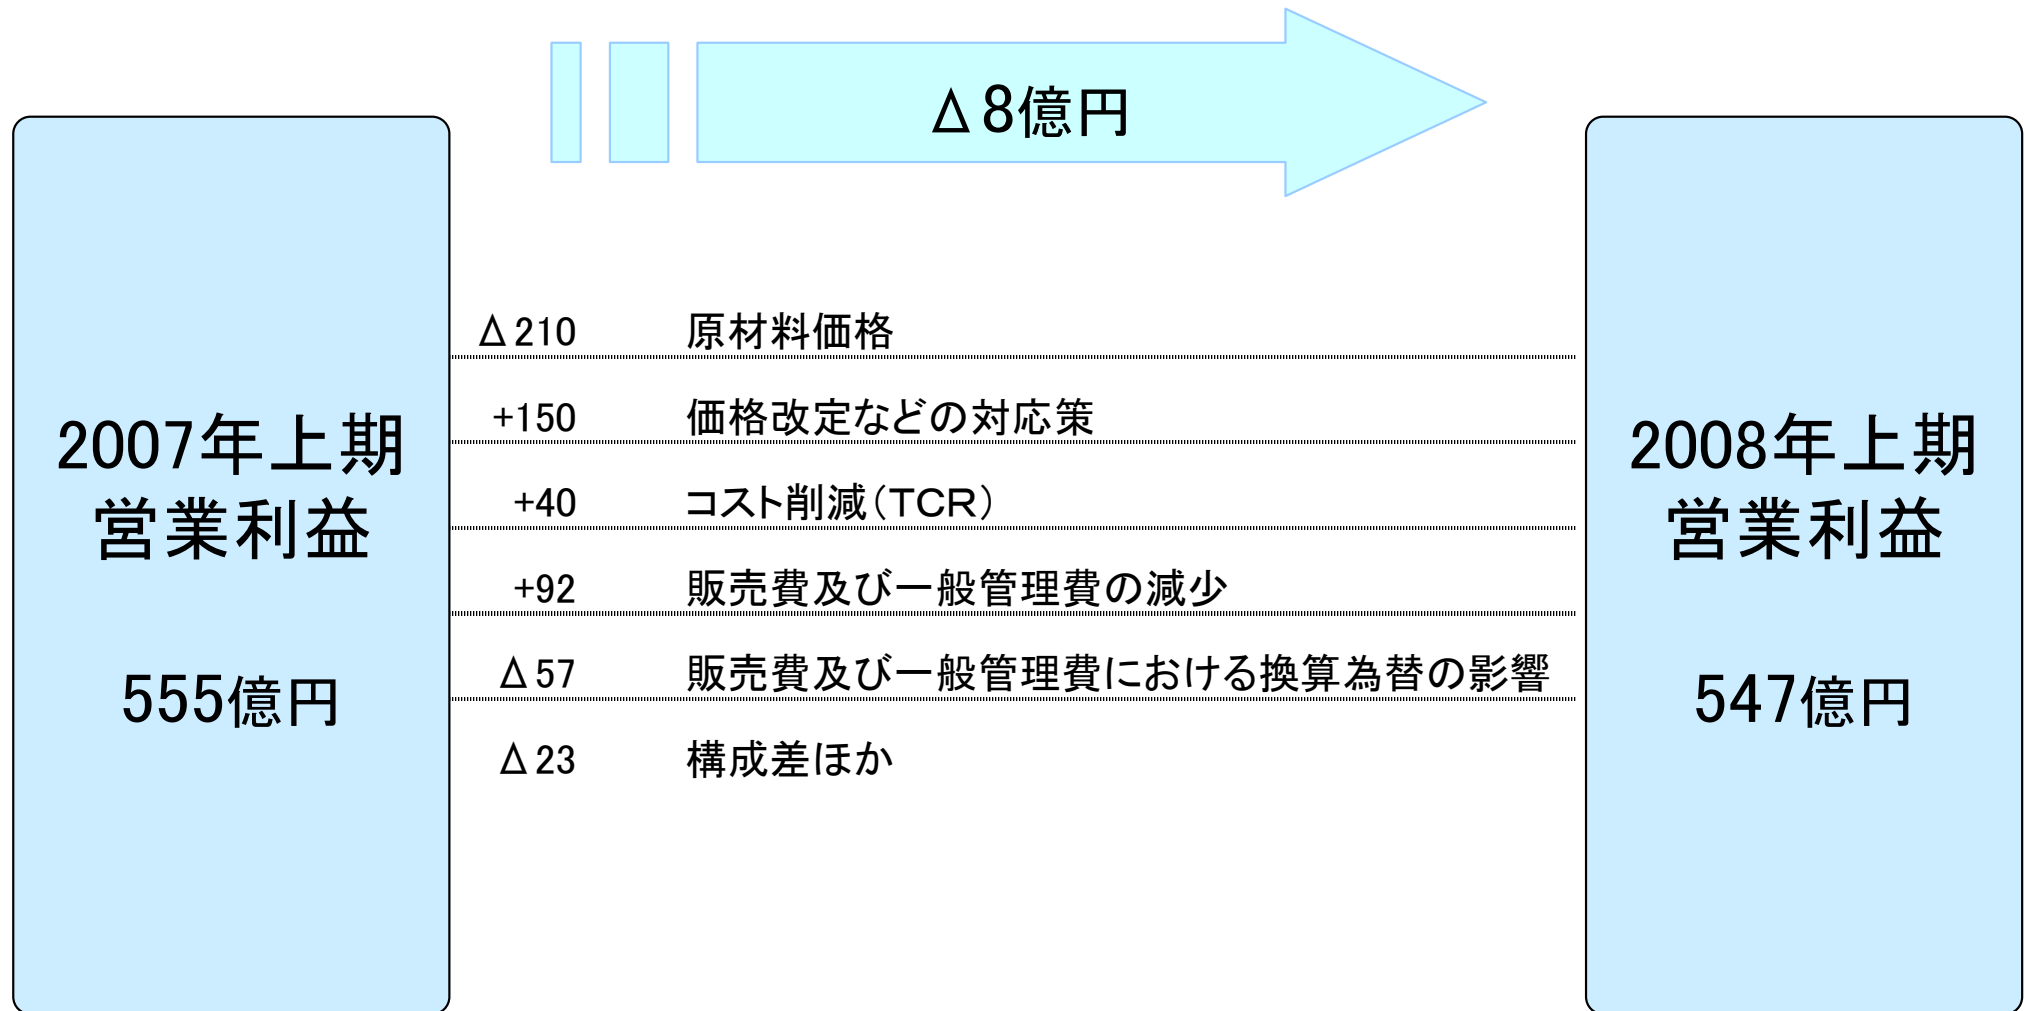 Δ8億円
2007年上期
営業利益
555億円
Δ210 原材料価格
+150 価格改定などの対応策
+40 コスト削減（TCR）
+92 販売費及び一般管理費の減少
Δ57 販売費及び一般管理費における換算為替の影響
Δ23 構成差ほか
2008年上期
営業利益
547億円